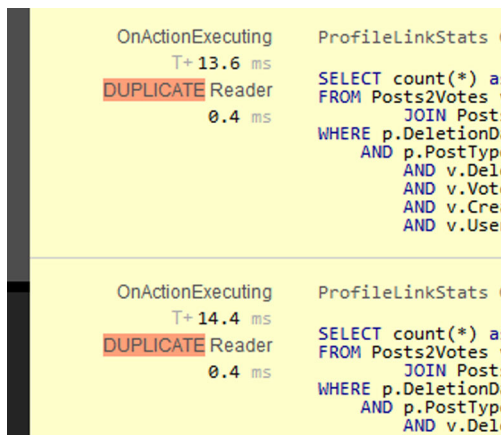 OnActionExecuting ProfileLinkStats
T+ 13.6 ms
DUPLICATE Reader SELECT count(*)
0.4 ms FROM Posts2Votes
JOIN
WHERE
AND
AND
AND
AND
AND
OnActionExecuting ProfileLinkStats
T+ 14.4 ms
DUPLICATE Reader SELECT count(*)
0.4 ms FROM Posts2Votes
JOIN
WHERE
AND
AND